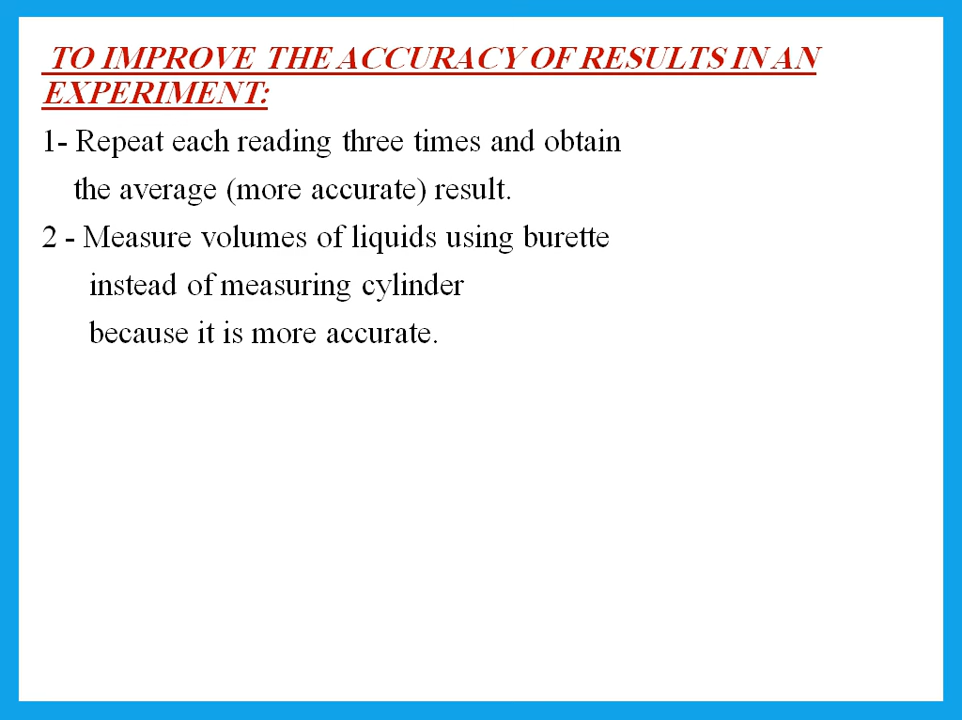 TO IMPROVE THE ACCURACY OF RESULTS IN AN
EXPERIMENT:
1- Repeat each reading three times and obtain
the average (more accurate) result.
2 - Measure volumes of liquids using burette
instead of measuring cylinder
because it is more accurate.